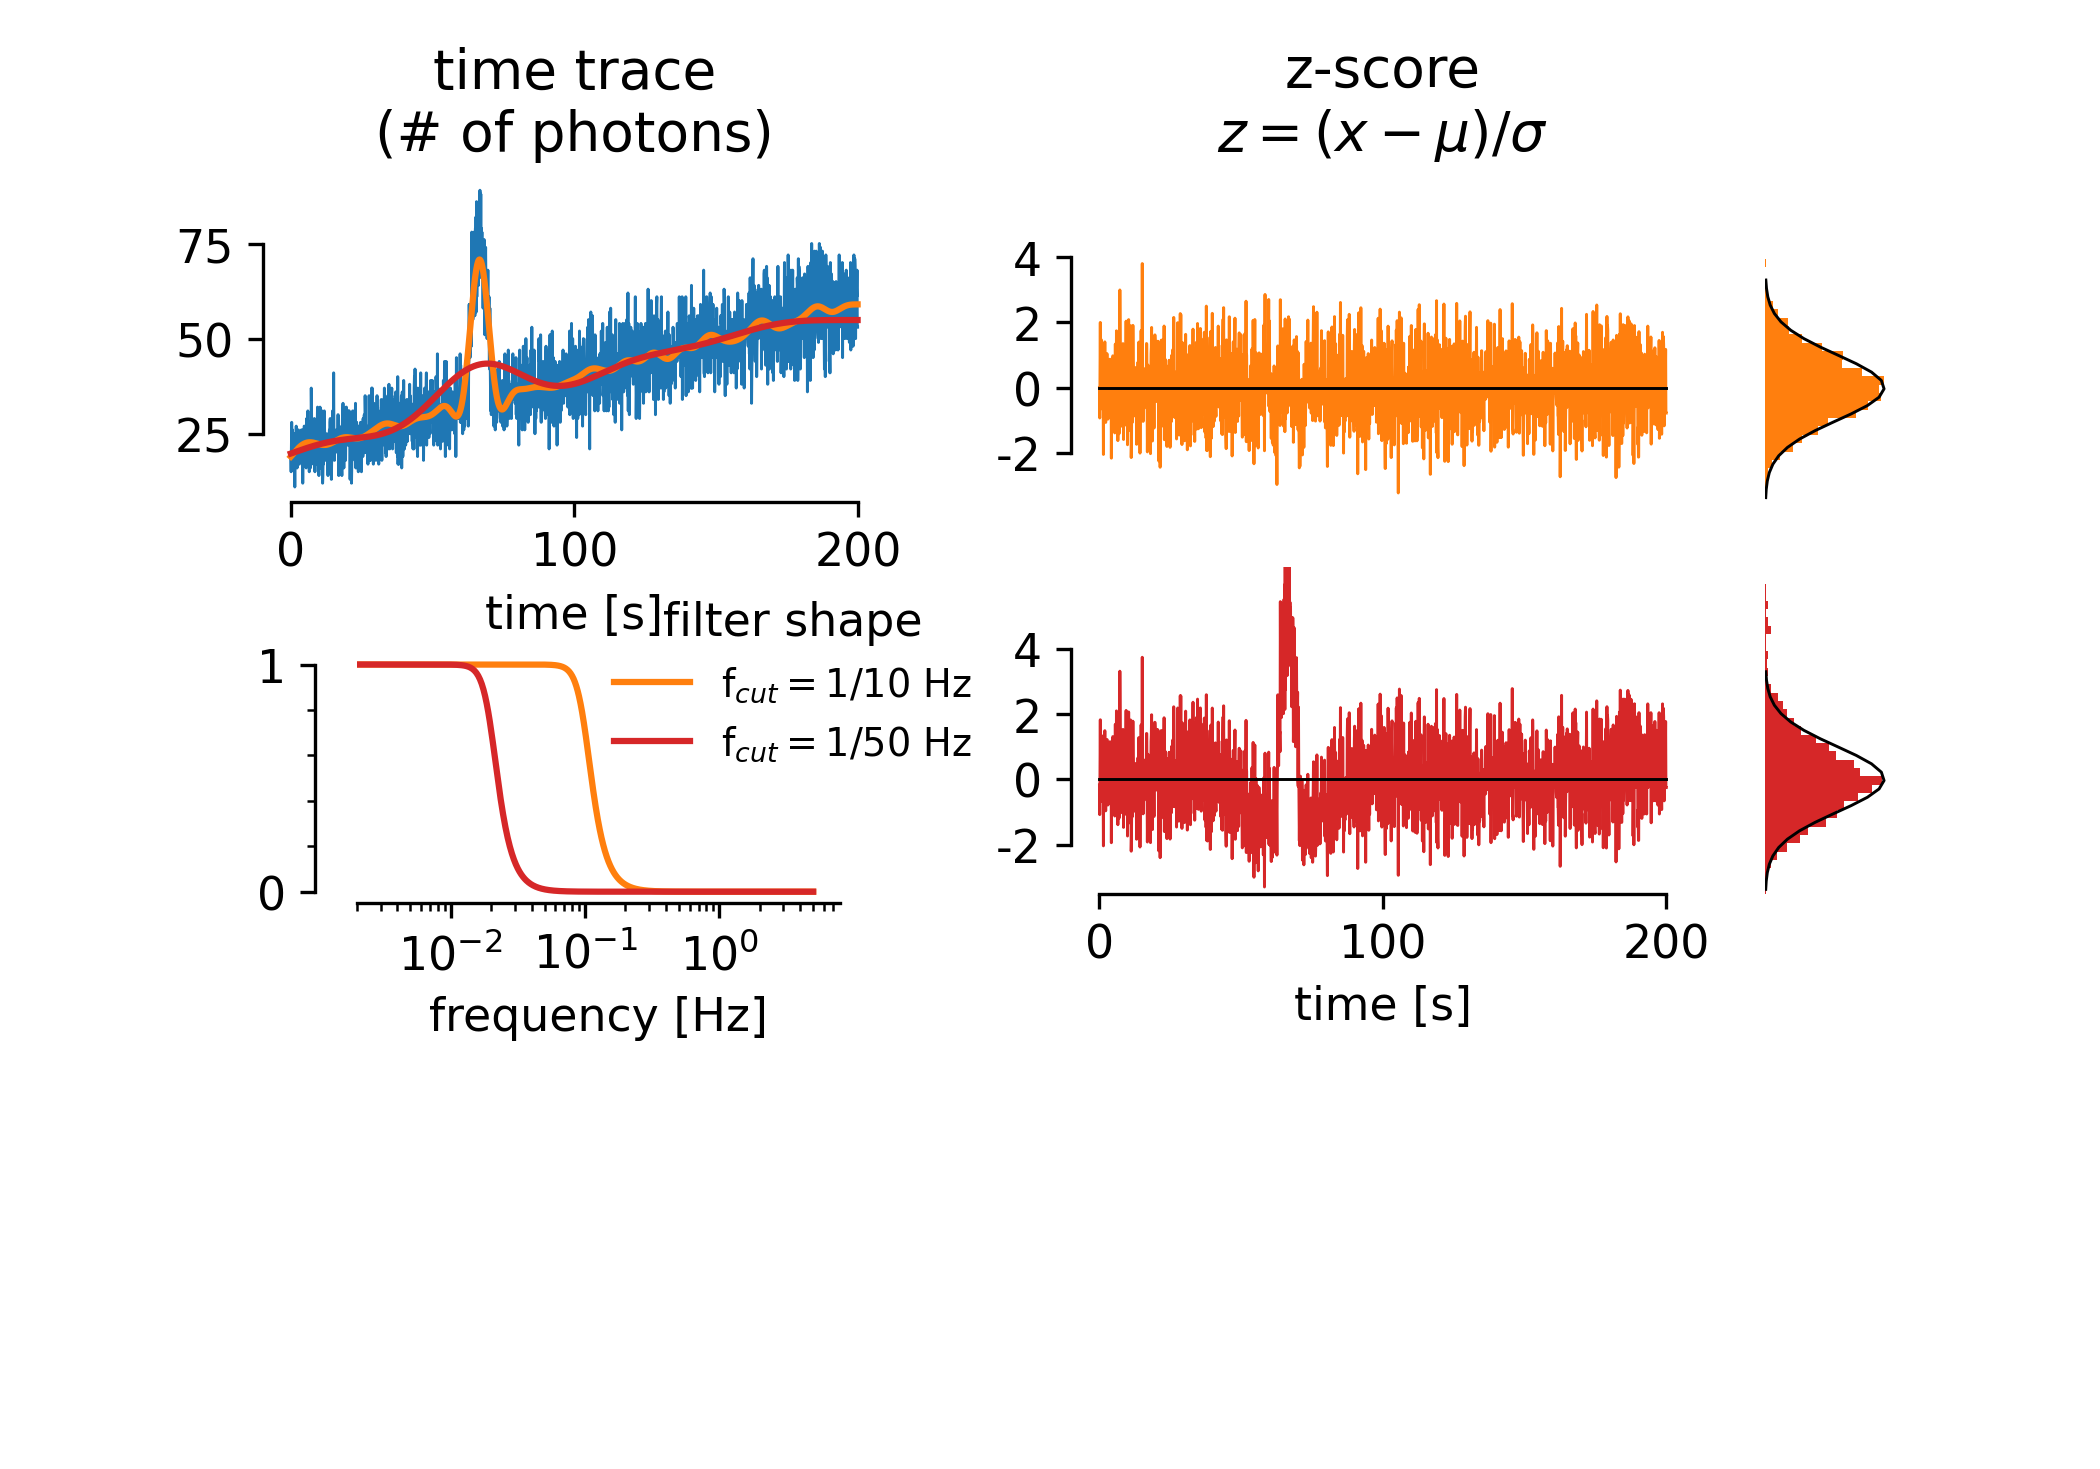 time trace
(# of photons)
75
50
25
0 100 200
time [s]
z-score
z = (x − μ)/σ
4
2
0
-2
filter shape
1
0
f_cut = 1/10 Hz
f_cut = 1/50 Hz
10⁻² 10⁻¹ 10⁰
frequency [Hz]
4
2
0
-2
0 100 200
time [s]